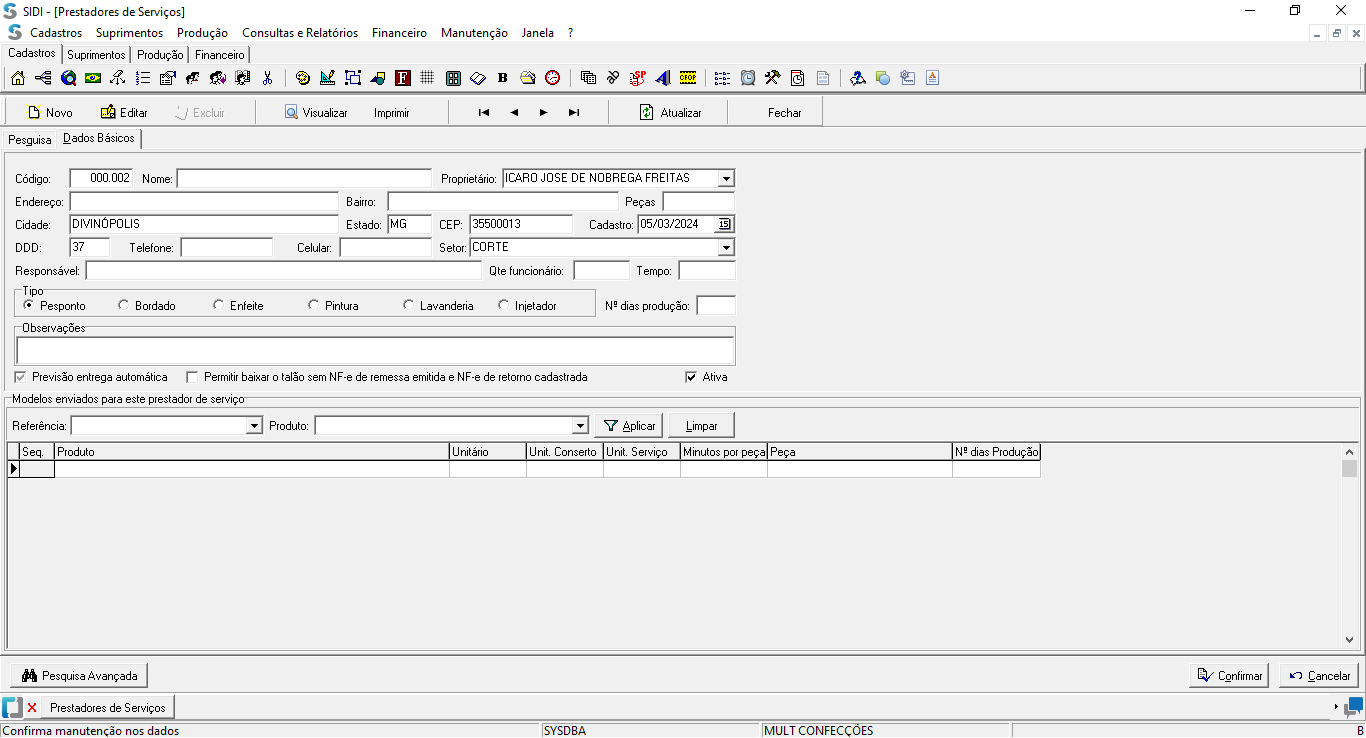 SIDI - [Prestadores de Serviços]
Cadastros Suprimentos Produção Consultas e Relatórios Financeiro Manutenção Janela ?
Cadastros Suprimentos Produção Financeiro
F B SP CFOP
Novo Editar Excluir Visualizar Imprimir Atualizar Fechar
Pesquisa Dados Básicos
Código: 000.002 Nome: Proprietário: ICARO JOSE DE NOBREGA FREITAS
Endereço: Bairro: Peças
Cidade: DIVINÓPOLIS Estado: MG CEP: 35500013 Cadastro: 05/03/2024 15
DDD: 37 Telefone: Celular: Setor: CORTE
Responsável: Qte funcionário: Tempo:
Tipo
Pesponto Bordado Enfeite Pintura Lavanderia Injetador Nº dias produção:
Observações
Previsão entrega automática Permitir baixar o talão sem NF-e de remessa emitida e NF-e de retorno cadastrada Ativa
Modelos enviados para este prestador de serviço
Referência: Produto: Aplicar Limpar
Seq. Produto Unitário Unit. Conserto Unit. Serviço Minutos por peça Peça Nº dias Produção
Pesquisa Avançada Confirmar Cancelar
Prestadores de Serviços
Confirma manutenção nos dados SYSDBA MULT CONFECÇÕES B